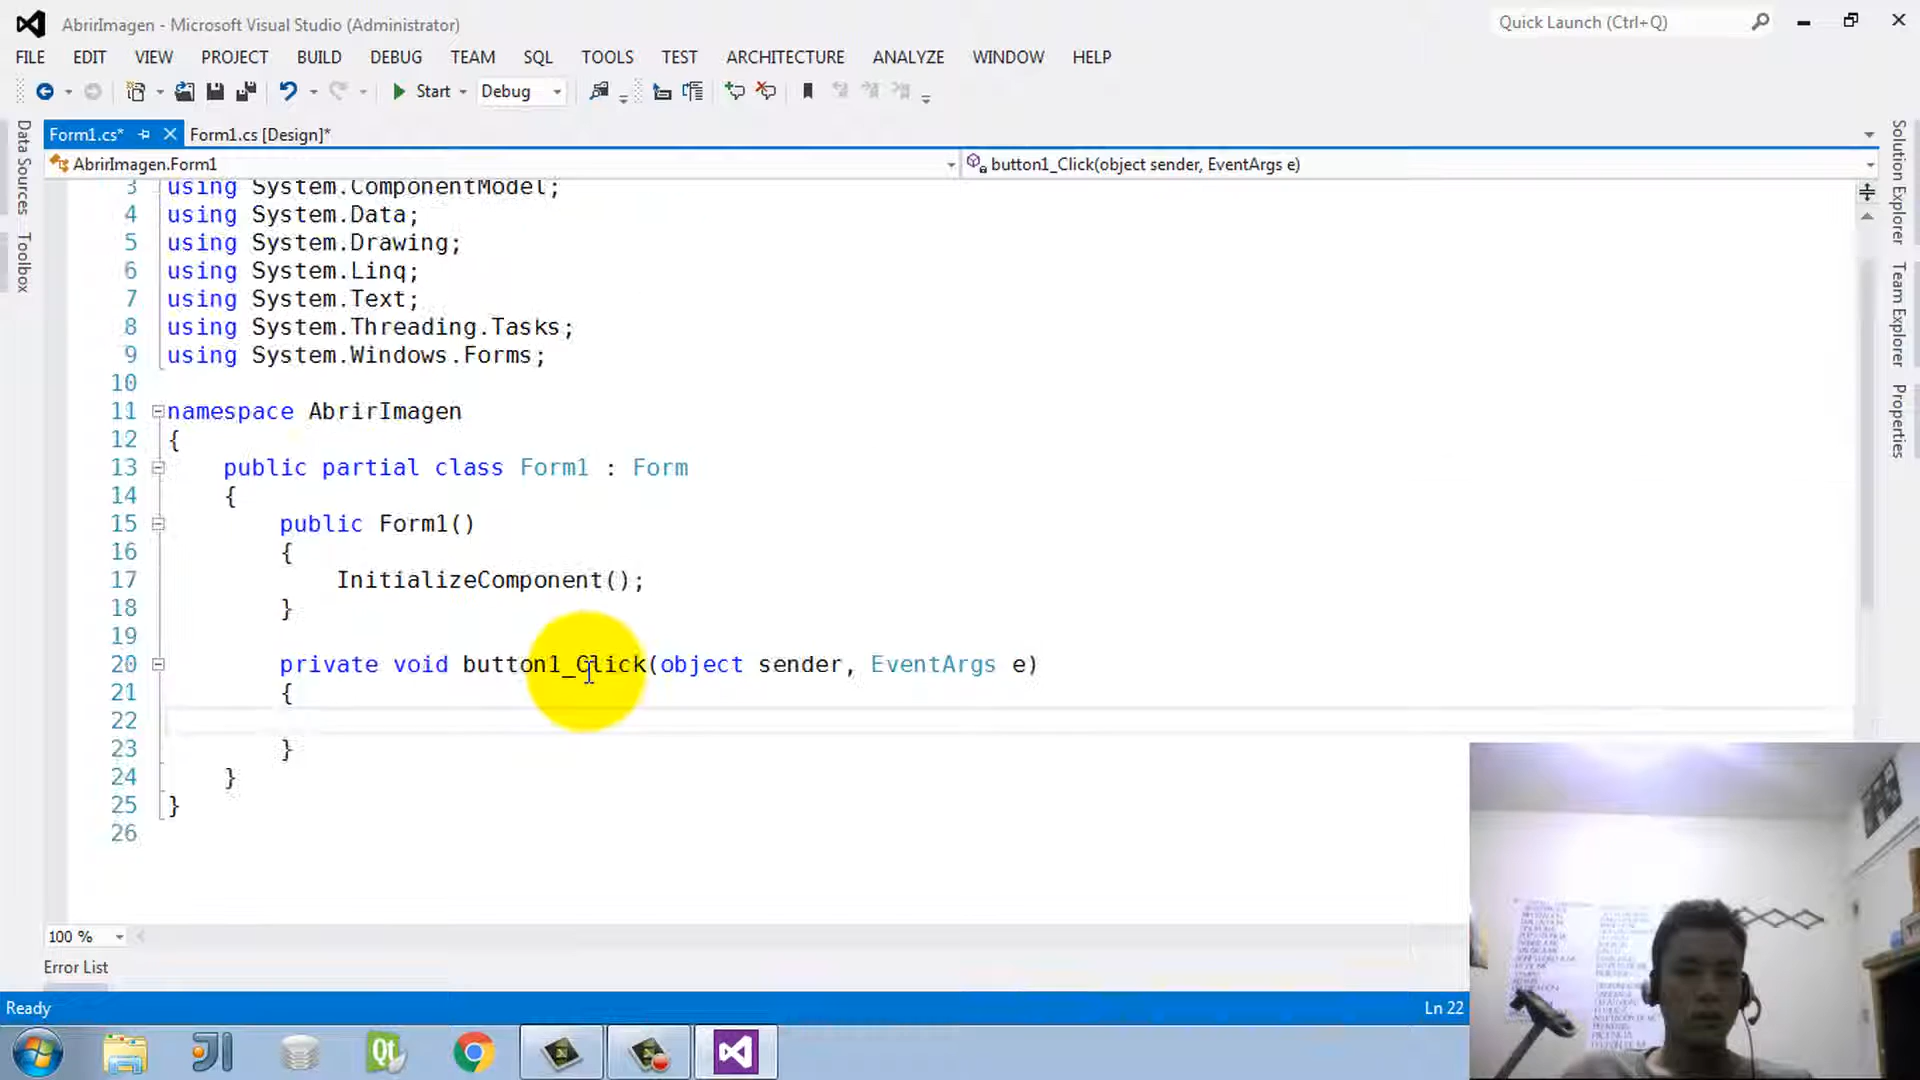 AbrirImagen - Microsoft Visual Studio (Administrator)
Quick Launch (Ctrl+Q)
FILE EDIT VIEW PROJECT BUILD DEBUG TEAM SQL TOOLS TEST ARCHITECTURE ANALYZE WINDOW HELP
Start Debug
Form1.cs* Form1.cs [Design]*
AbrirImagen.Form1 button1_Click(object sender, EventArgs e)
Data Sources
Toolbox
Solution Explorer
Team Explorer
Properties
3 using System.ComponentModel;
4 using System.Data;
5 using System.Drawing;
6 using System.Linq;
7 using System.Text;
8 using System.Threading.Tasks;
9 using System.Windows.Forms;
10
11 namespace AbrirImagen
12 {
13 public partial class Form1 : Form
14 {
15 public Form1()
16 {
17 InitializeComponent();
18 }
19
20 private void button1_Click(object sender, EventArgs e)
21 {
22
23 }
24 }
25 }
26
100 %
Error List
Ready Ln 22
Qt